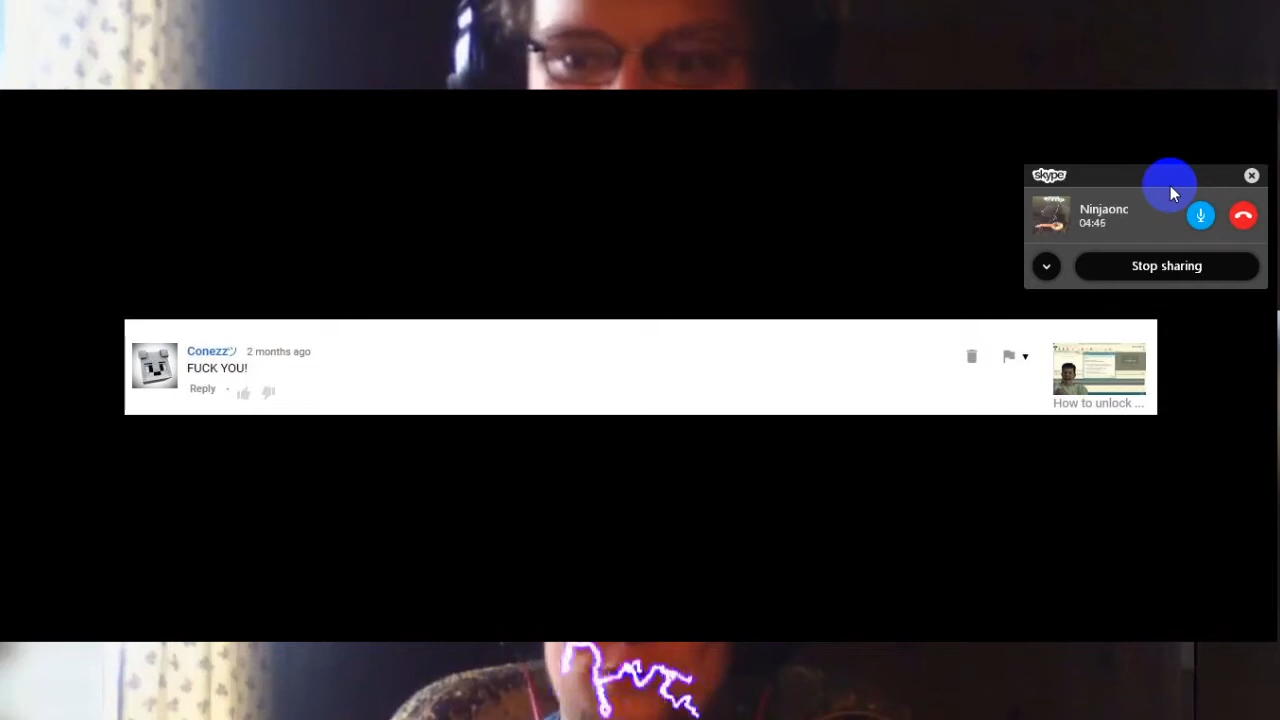 skype
Ninjaonc
04:46
Stop sharing
Conezzツ 2 months ago
FUCK YOU!
Reply
How to unlock ...